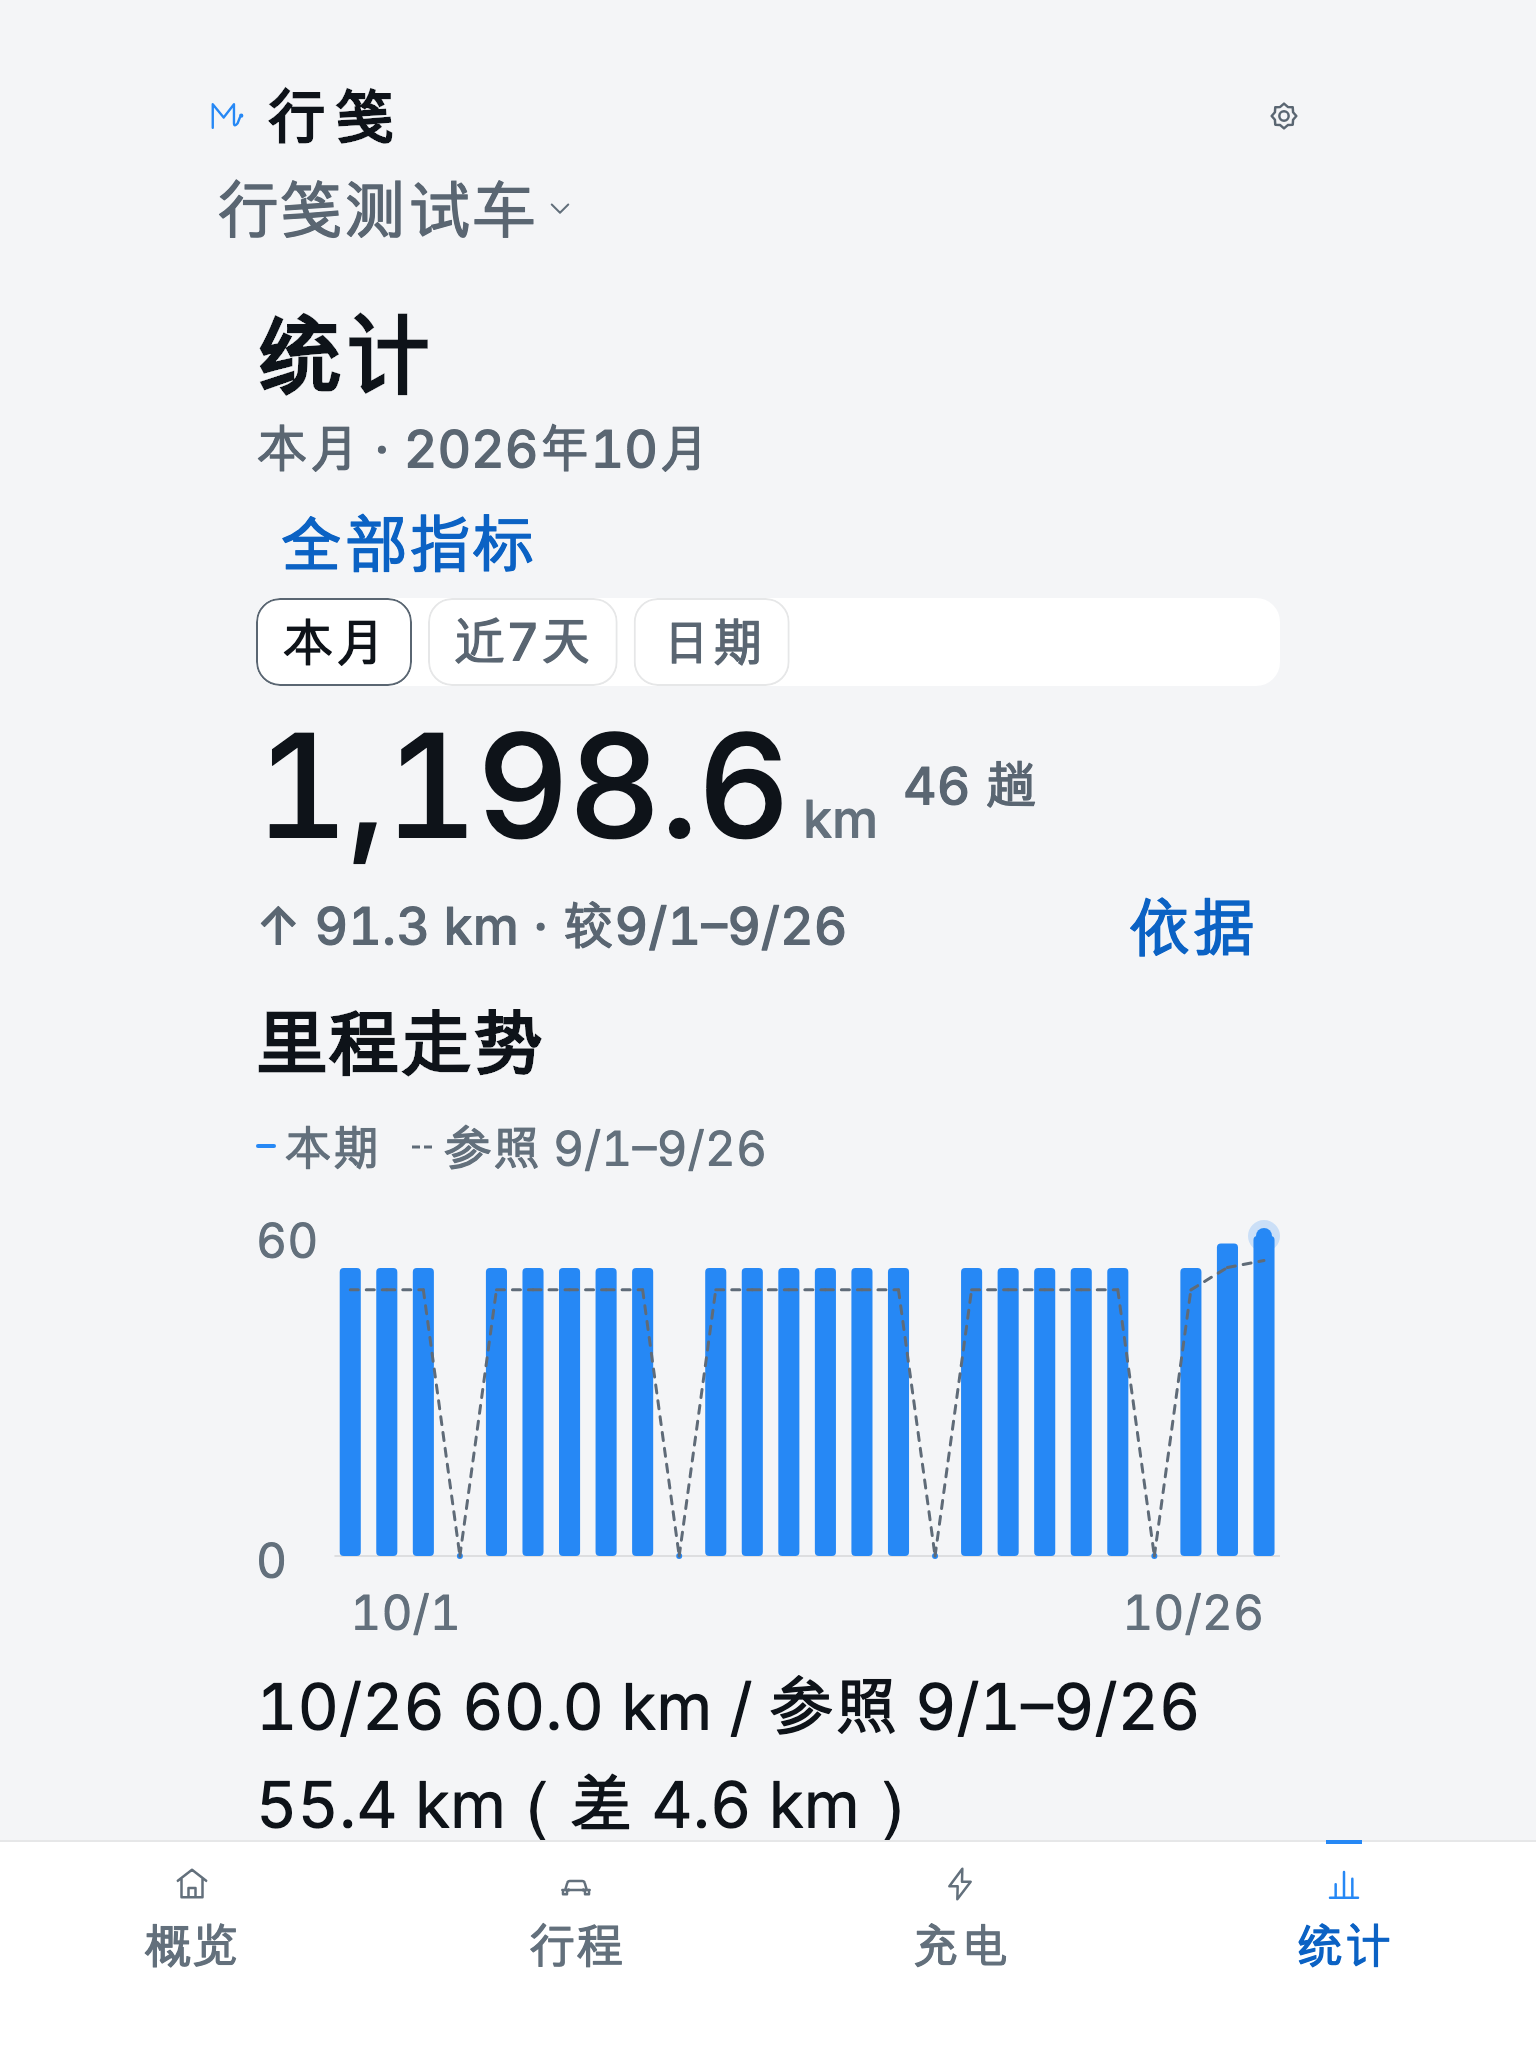 行笺
行笺测试车
统计
本月 · 2026年10月
全部指标
本月 近7天 日期
1,198.6 km 46 趟
↑ 91.3 km · 较9/1–9/26 依据
里程走势
本期 参照 9/1–9/26
60
0
10/1 10/26
10/26 60.0 km / 参照 9/1–9/26
55.4 km ( 差 4.6 km )
概览 行程 充电 统计